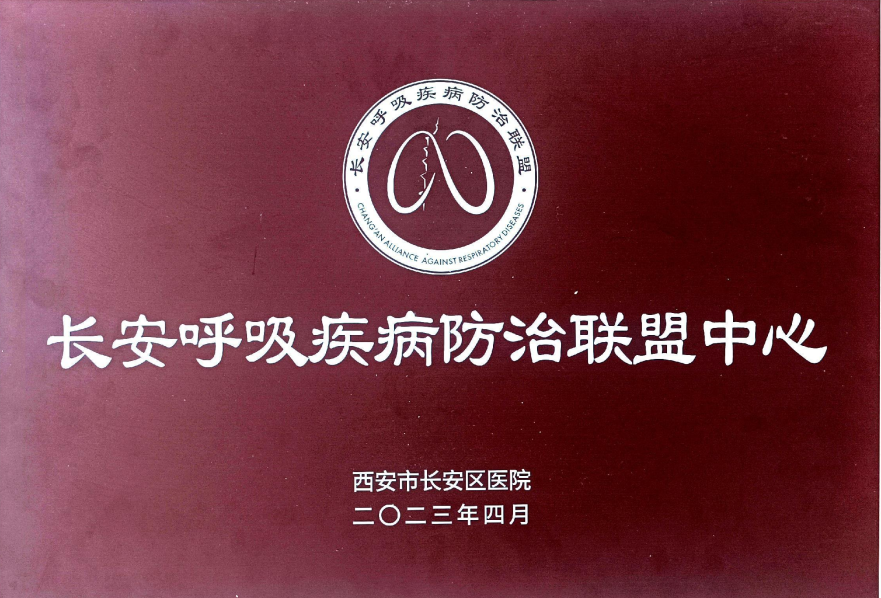 长安呼吸疾病防治联盟
CHANG'AN ALLIANCE AGAINST RESPIRATORY DISEASES
长安呼吸疾病防治联盟中心
西安市长安区医院
二〇二三年四月